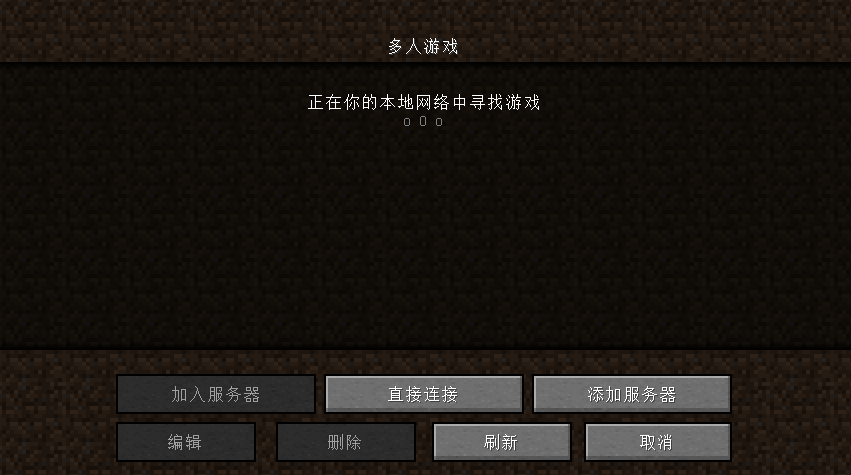 多人游戏
正在你的本地网络中寻找游戏
o O o
加入服务器
直接连接
添加服务器
编辑
删除
刷新
取消